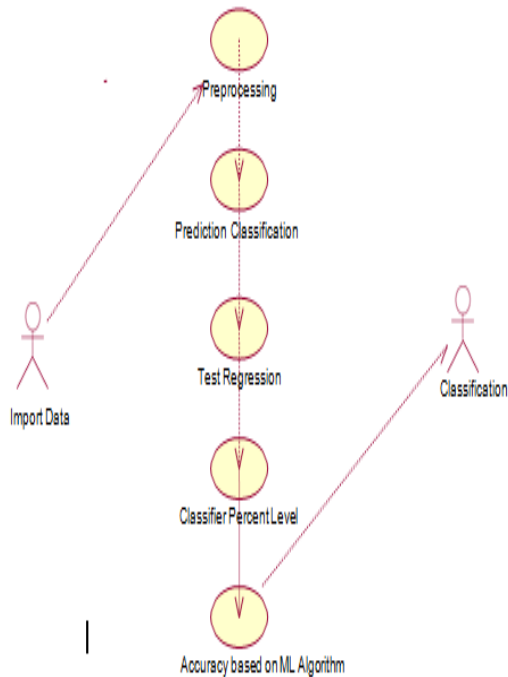 Preprocessing
Prediction Classification
Test Regression
Import Data
Classification
Classifier Percent Level
Accuracy based on ML Algorithm